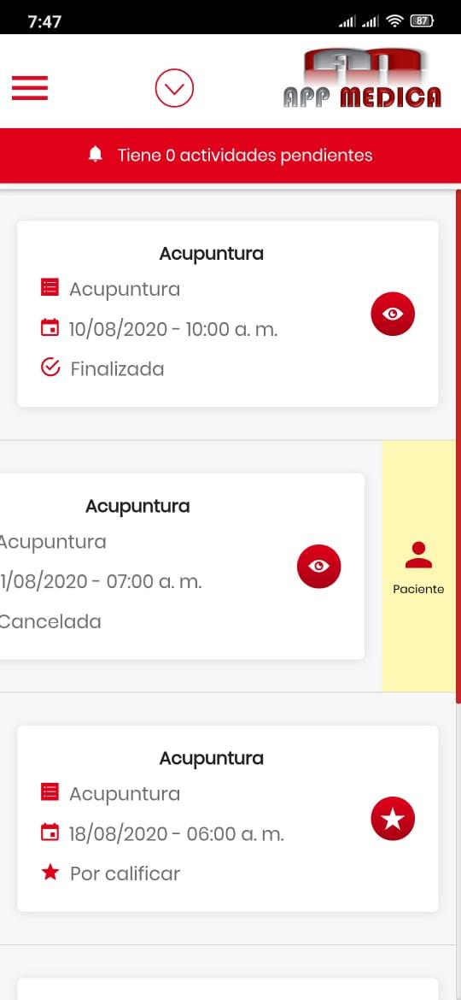 7:47
87
APP MEDICA
Tiene 0 actividades pendientes
Acupuntura
Acupuntura
10/08/2020 - 10:00 a. m.
Finalizada
Acupuntura
Acupuntura
1/08/2020 - 07:00 a. m.
Cancelada
Paciente
Acupuntura
Acupuntura
18/08/2020 - 06:00 a. m.
Por calificar